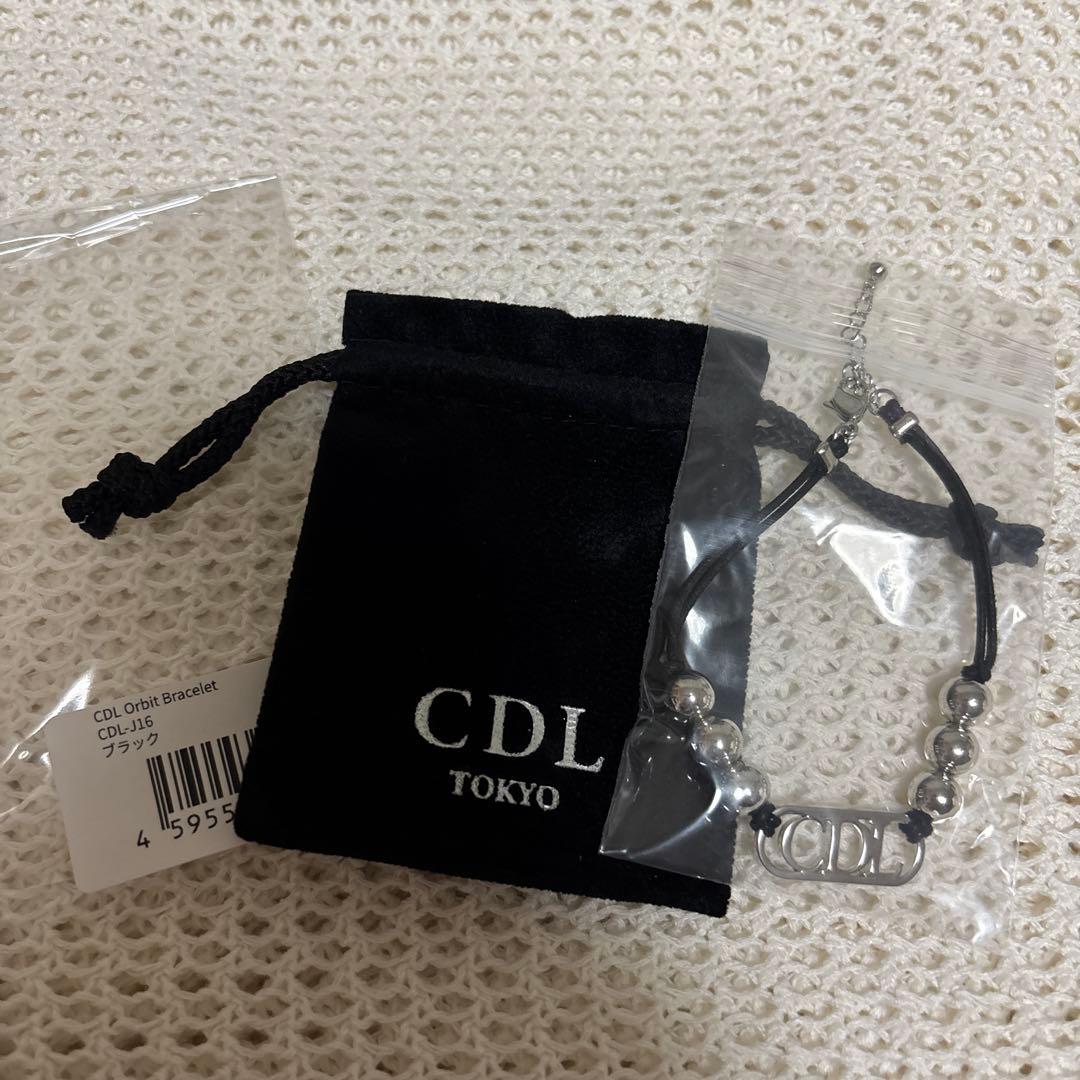 CDL Orbit Bracelet
CDL-J16
ブラック
4 5955
CDL
TOKYO
CDL